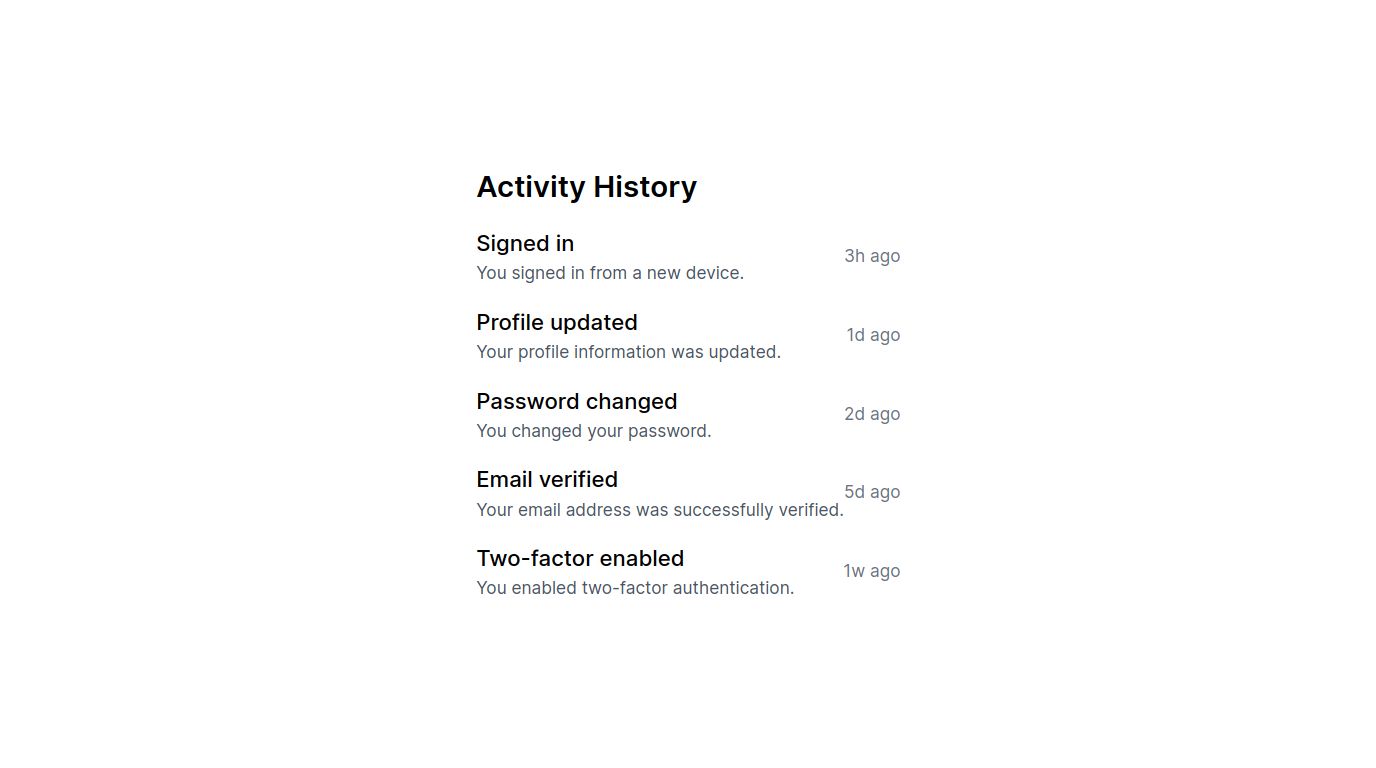 Activity History
Signed in
You signed in from a new device.
3h ago
Profile updated
Your profile information was updated.
1d ago
Password changed
You changed your password.
2d ago
Email verified
Your email address was successfully verified.
5d ago
Two-factor enabled
You enabled two-factor authentication.
1w ago